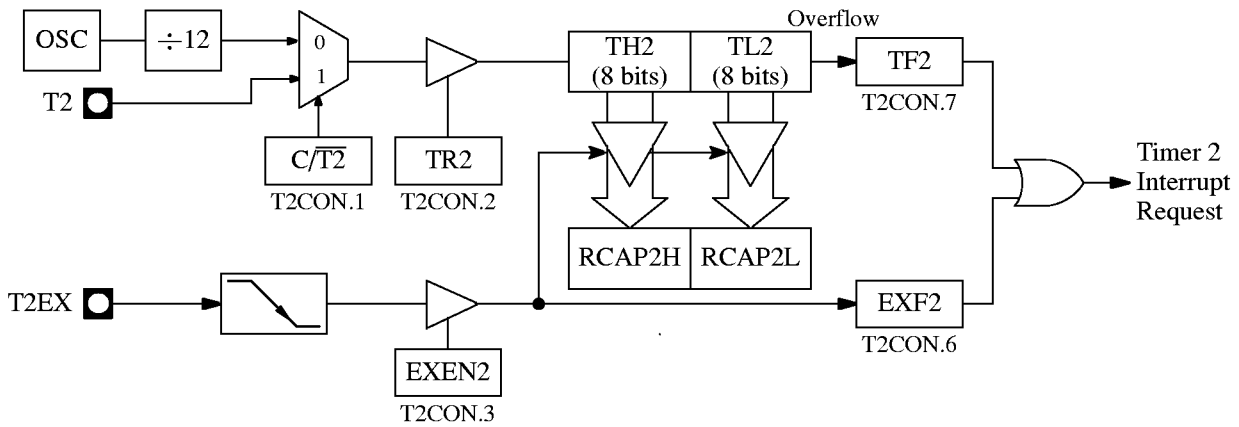 Overflow
OSC
÷12
0
1
T2
C/T̅2̅
T2CON.1
TR2
T2CON.2
TH2
(8 bits)
TL2
(8 bits)
TF2
T2CON.7
RCAP2H
RCAP2L
Timer 2
Interrupt
Request
T2EX
EXEN2
T2CON.3
EXF2
T2CON.6